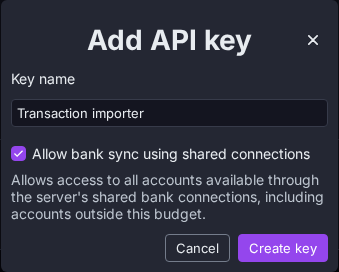 Add API key
Key name
Transaction importer
Allow bank sync using shared connections
Allows access to all accounts available through
the server's shared bank connections, including
accounts outside this budget.
Cancel
Create key